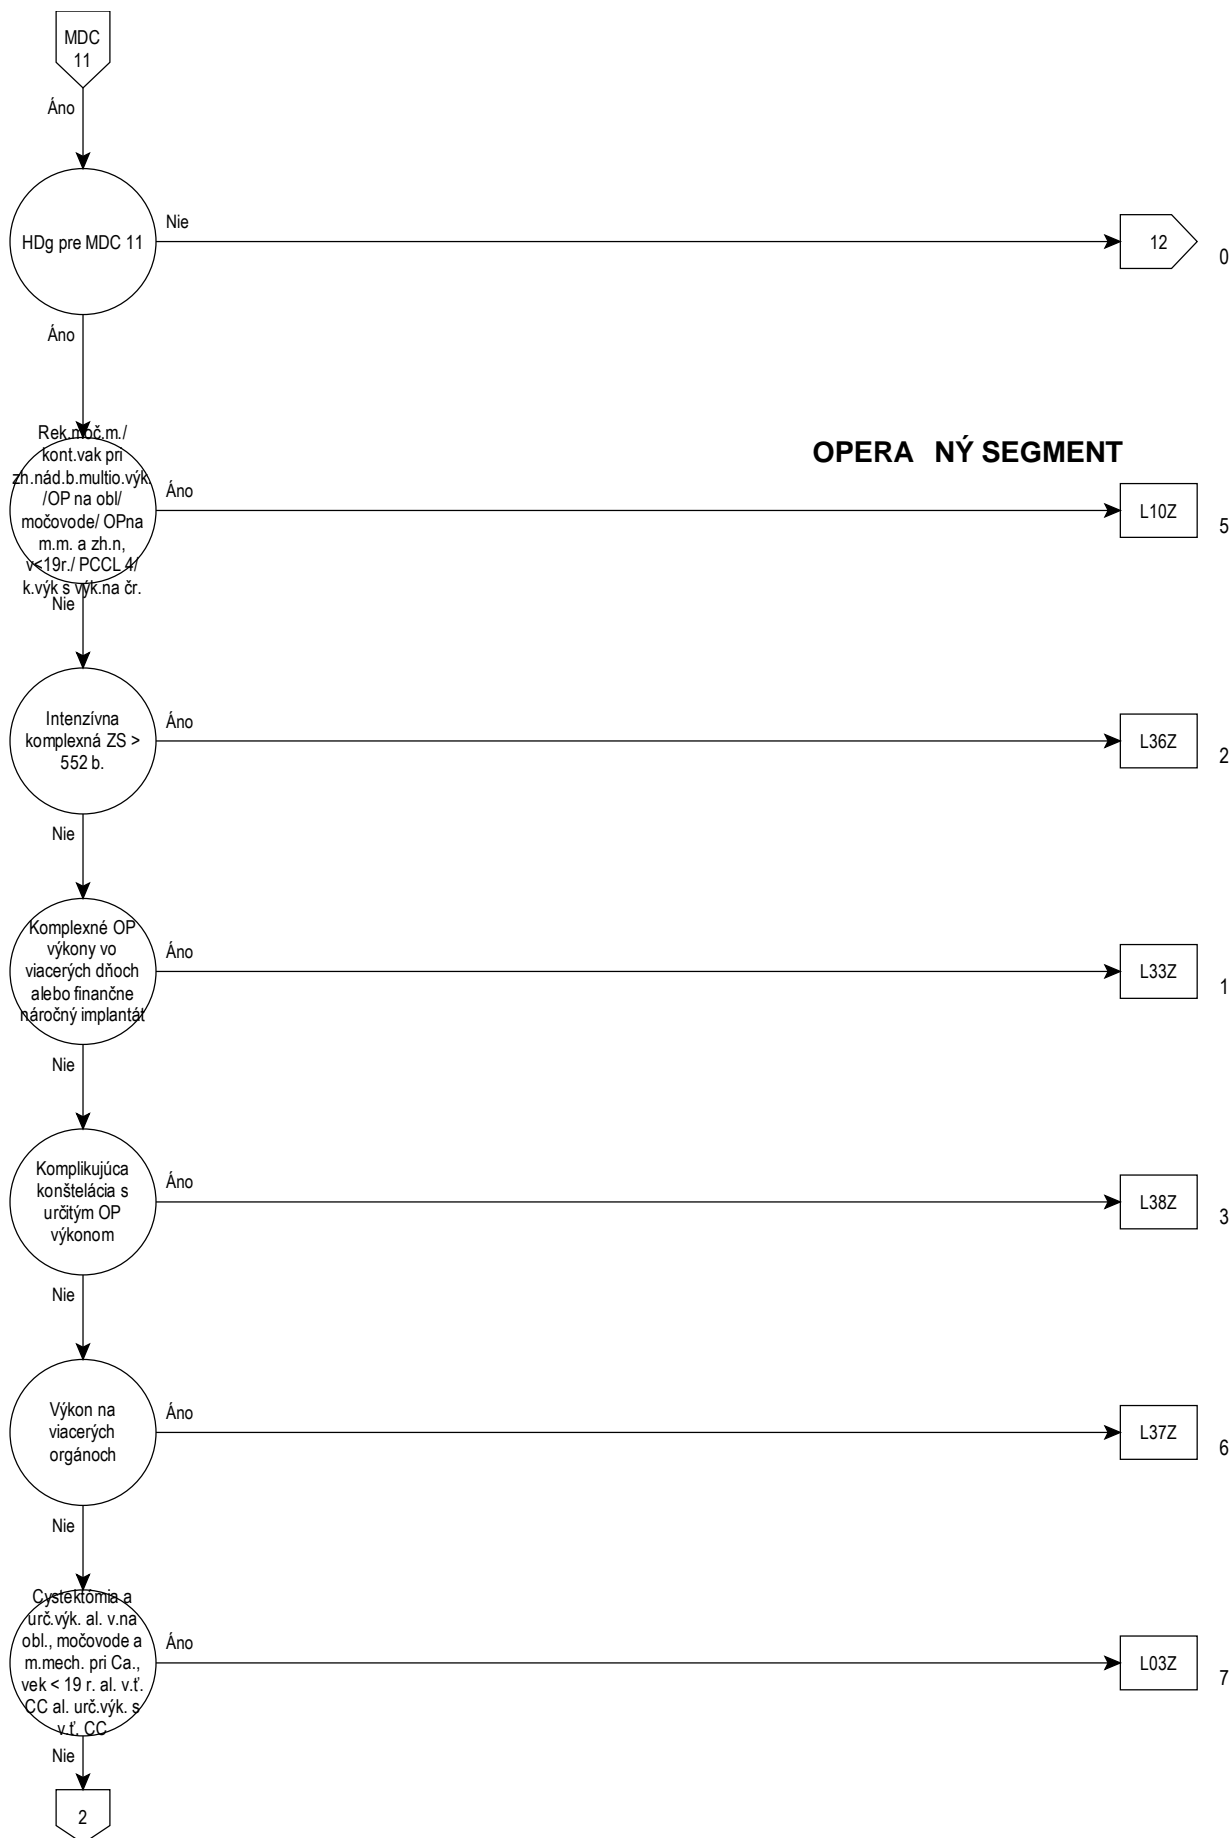 MDC
11
Áno
HDg pre MDC 11
Nie
12
0
Áno
OPERA NÝ SEGMENT
Rek.moč.m./
kont.vak pri
zh.nád.b.multio.výk.
/OP na obl/
močovode/ OPna
m.m. a zh.n,
v<19r./ PCCL 4/
k.výk s výk.na čr.
Áno
L10Z
5
Nie
Intenzívna
komplexná ZS >
552 b.
Áno
L36Z
2
Nie
Komplexné OP
výkony vo
viacerých dňoch
alebo finančne
náročný implantát
Áno
L33Z
1
Nie
Komplikujúca
konštelácia s
určitým OP
výkonom
Áno
L38Z
3
Nie
Výkon na
viacerých
orgánoch
Áno
L37Z
6
Nie
Cystektómia a
urč.výk. al. v.na
obl., močovode a
m.mech. pri Ca.,
vek < 19 r. al. v.ť.
CC al. urč.výk. s
v.ť. CC
Áno
L03Z
7
Nie
2